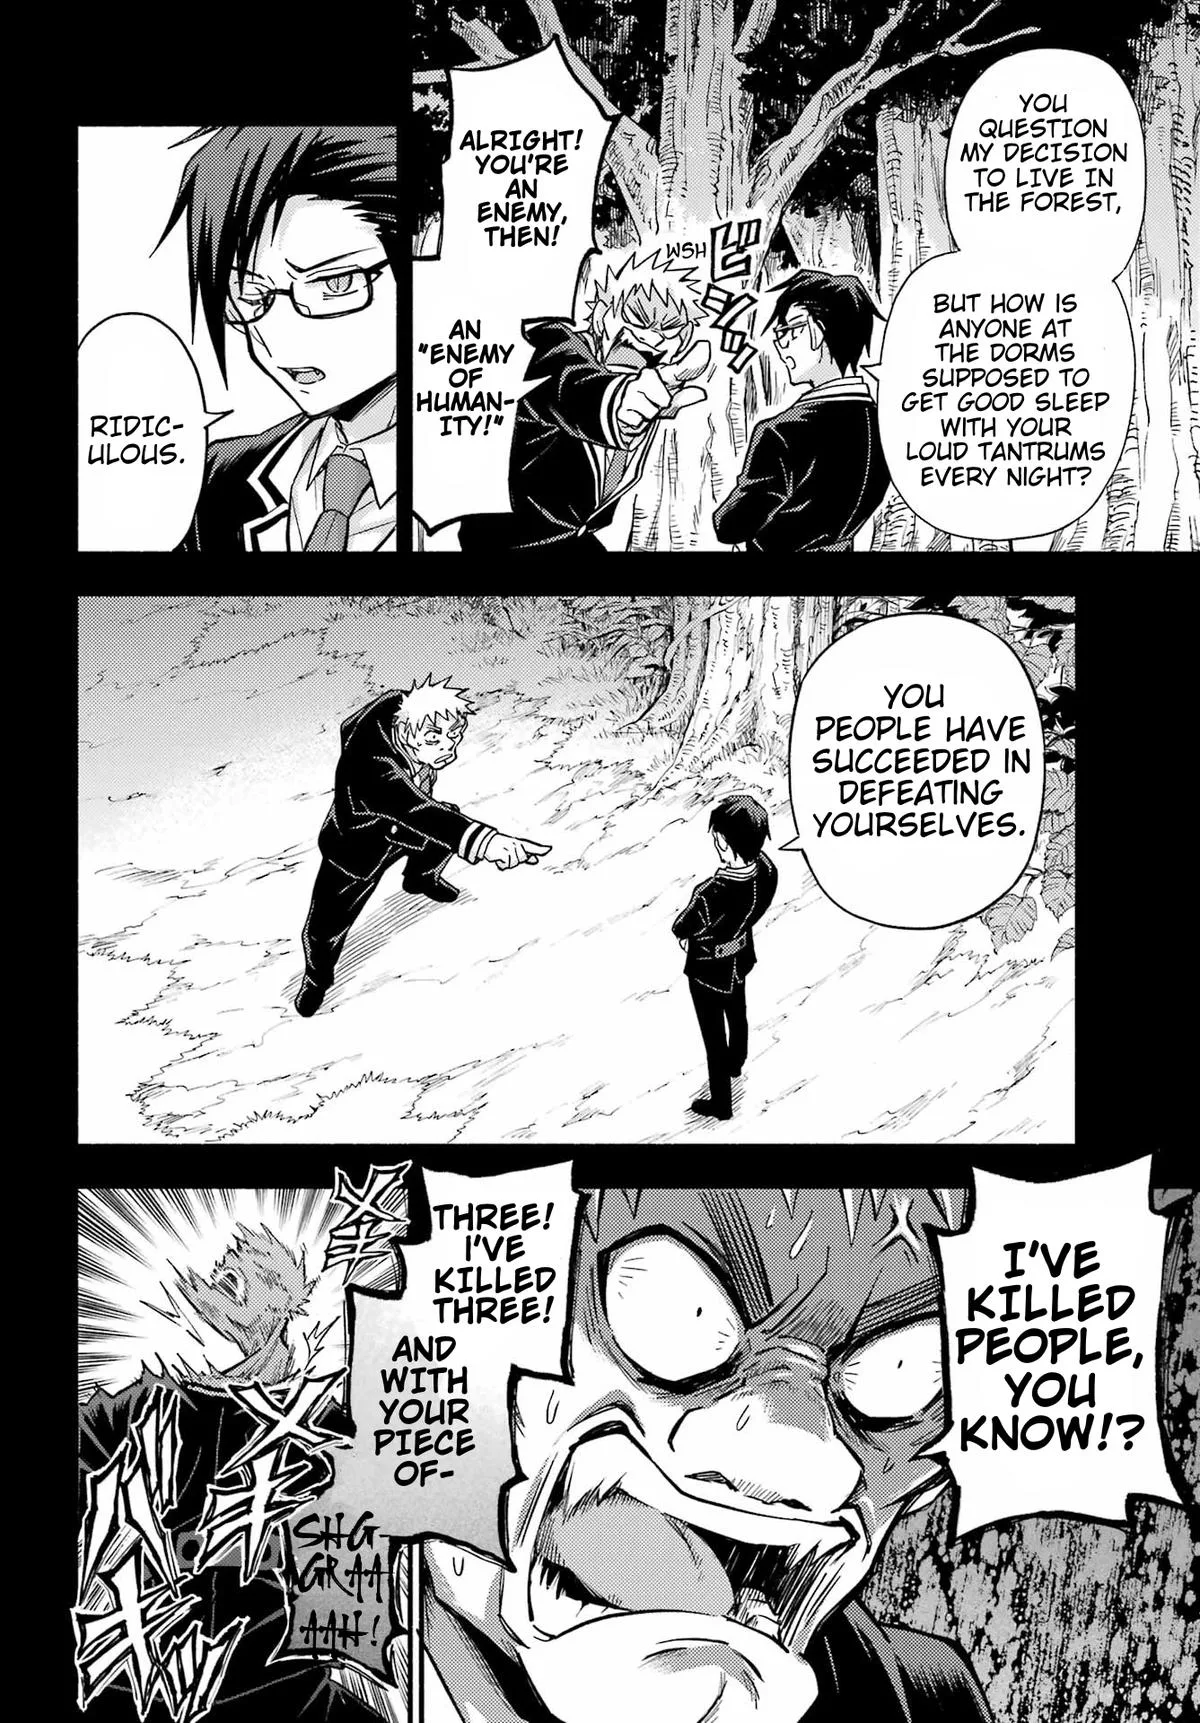 YOU
QUESTION
MY DECISION
TO LIVE IN
THE FOREST,
BUT HOW IS
ANYONE AT
THE DORMS
SUPPOSED TO
GET GOOD SLEEP
WITH YOUR
LOUD TANTRUMS
EVERY NIGHT?
WSH
ビシッ
ALRIGHT!
YOU'RE
AN
ENEMY,
THEN!
AN
"ENEMY
OF
HUMAN-
ITY!"
RIDIC-
ULOUS.
YOU
PEOPLE HAVE
SUCCEEDED IN
DEFEATING
YOURSELVES.
I'VE
KILLED
PEOPLE,
YOU
KNOW!?
THREE!
I'VE
KILLED
THREE!
AND
WITH
YOUR
PIECE
OF-
SHG-
GRAA
AAH!